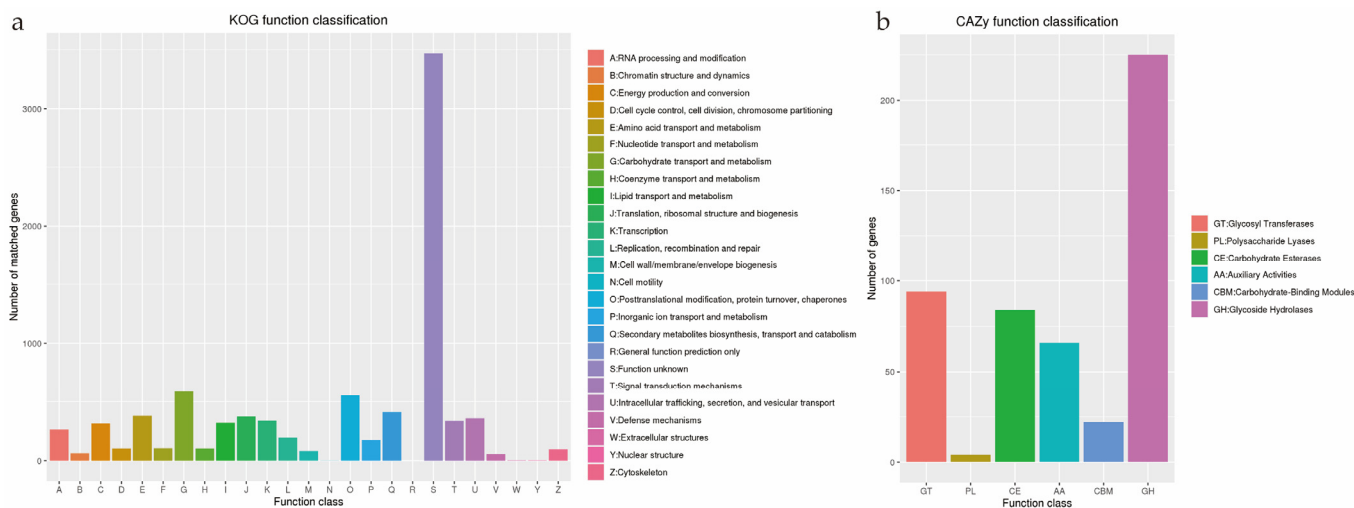 a
KOG function classification
Number of matched genes
3000
2000
1000
0
A B C D E F G H I J K L M N O P Q R S T U V W Y Z
Function class
A:RNA processing and modification
B:Chromatin structure and dynamics
C:Energy production and conversion
D:Cell cycle control, cell division, chromosome partitioning
E:Amino acid transport and metabolism
F:Nucleotide transport and metabolism
G:Carbohydrate transport and metabolism
H:Coenzyme transport and metabolism
I:Lipid transport and metabolism
J:Translation, ribosomal structure and biogenesis
K:Transcription
L:Replication, recombination and repair
M:Cell wall/membrane/envelope biogenesis
N:Cell motility
O:Posttranslational modification, protein turnover, chaperones
P:Inorganic ion transport and metabolism
Q:Secondary metabolites biosynthesis, transport and catabolism
R:General function prediction only
S:Function unknown
T:Signal transduction mechanisms
U:Intracellular trafficking, secretion, and vesicular transport
V:Defense mechanisms
W:Extracellular structures
Y:Nuclear structure
Z:Cytoskeleton
b
CAZy function classification
Number of genes
200
150
100
50
0
GT PL CE AA CBM GH
Function class
GT:Glycosyl Transferases
PL:Polysaccharide Lyases
CE:Carbohydrate Esterases
AA:Auxiliary Activities
CBM:Carbohydrate-Binding Modules
GH:Glycoside Hydrolases